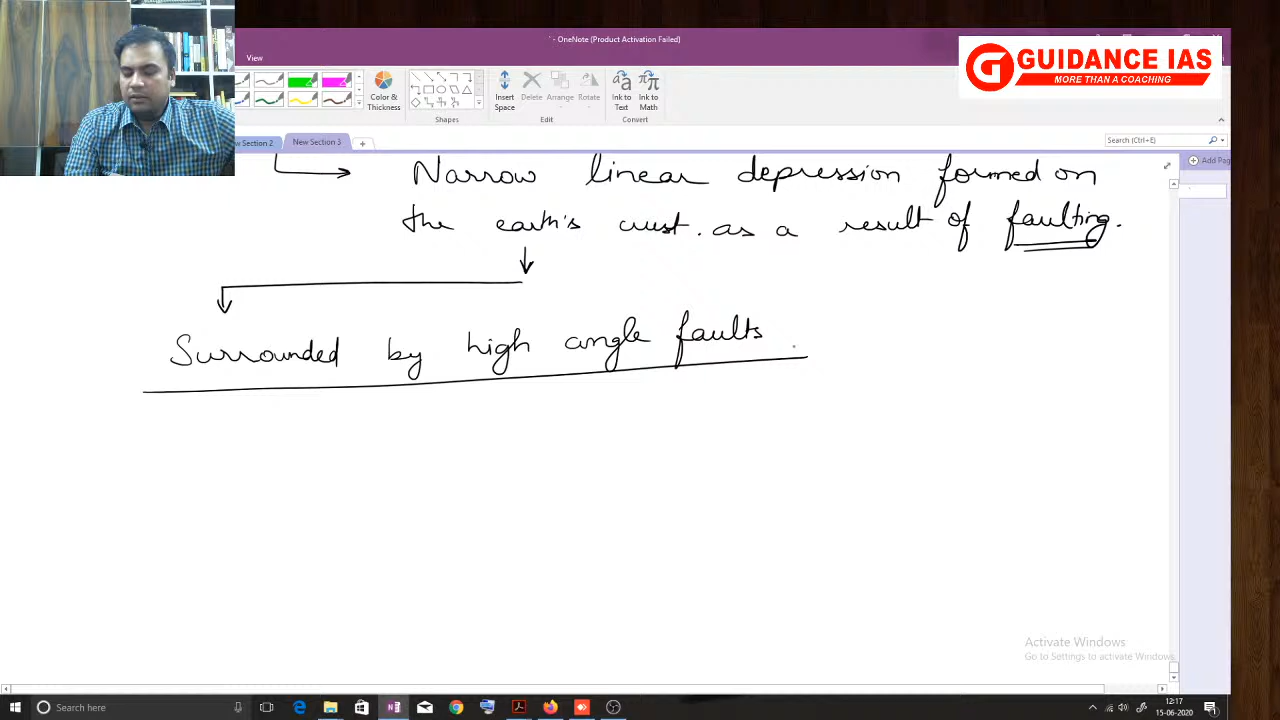 ' - OneNote (Product Activation Failed)
View
GUIDANCE IAS
MORE THAN A COACHING
Color & Thickness
Insert Space
Delete
Arrange
Rotate
Ink to Text
Ink to Math
Shapes
Edit
Convert
w Section 2
New Section 3
Search (Ctrl+E)
Add Pag
Narrow linear depression formed on
the earth's crust. as a result of faulting.
Surrounded by high angle faults
Activate Windows
Go to Settings to activate Windows.
Search here
12:17
15-06-2020